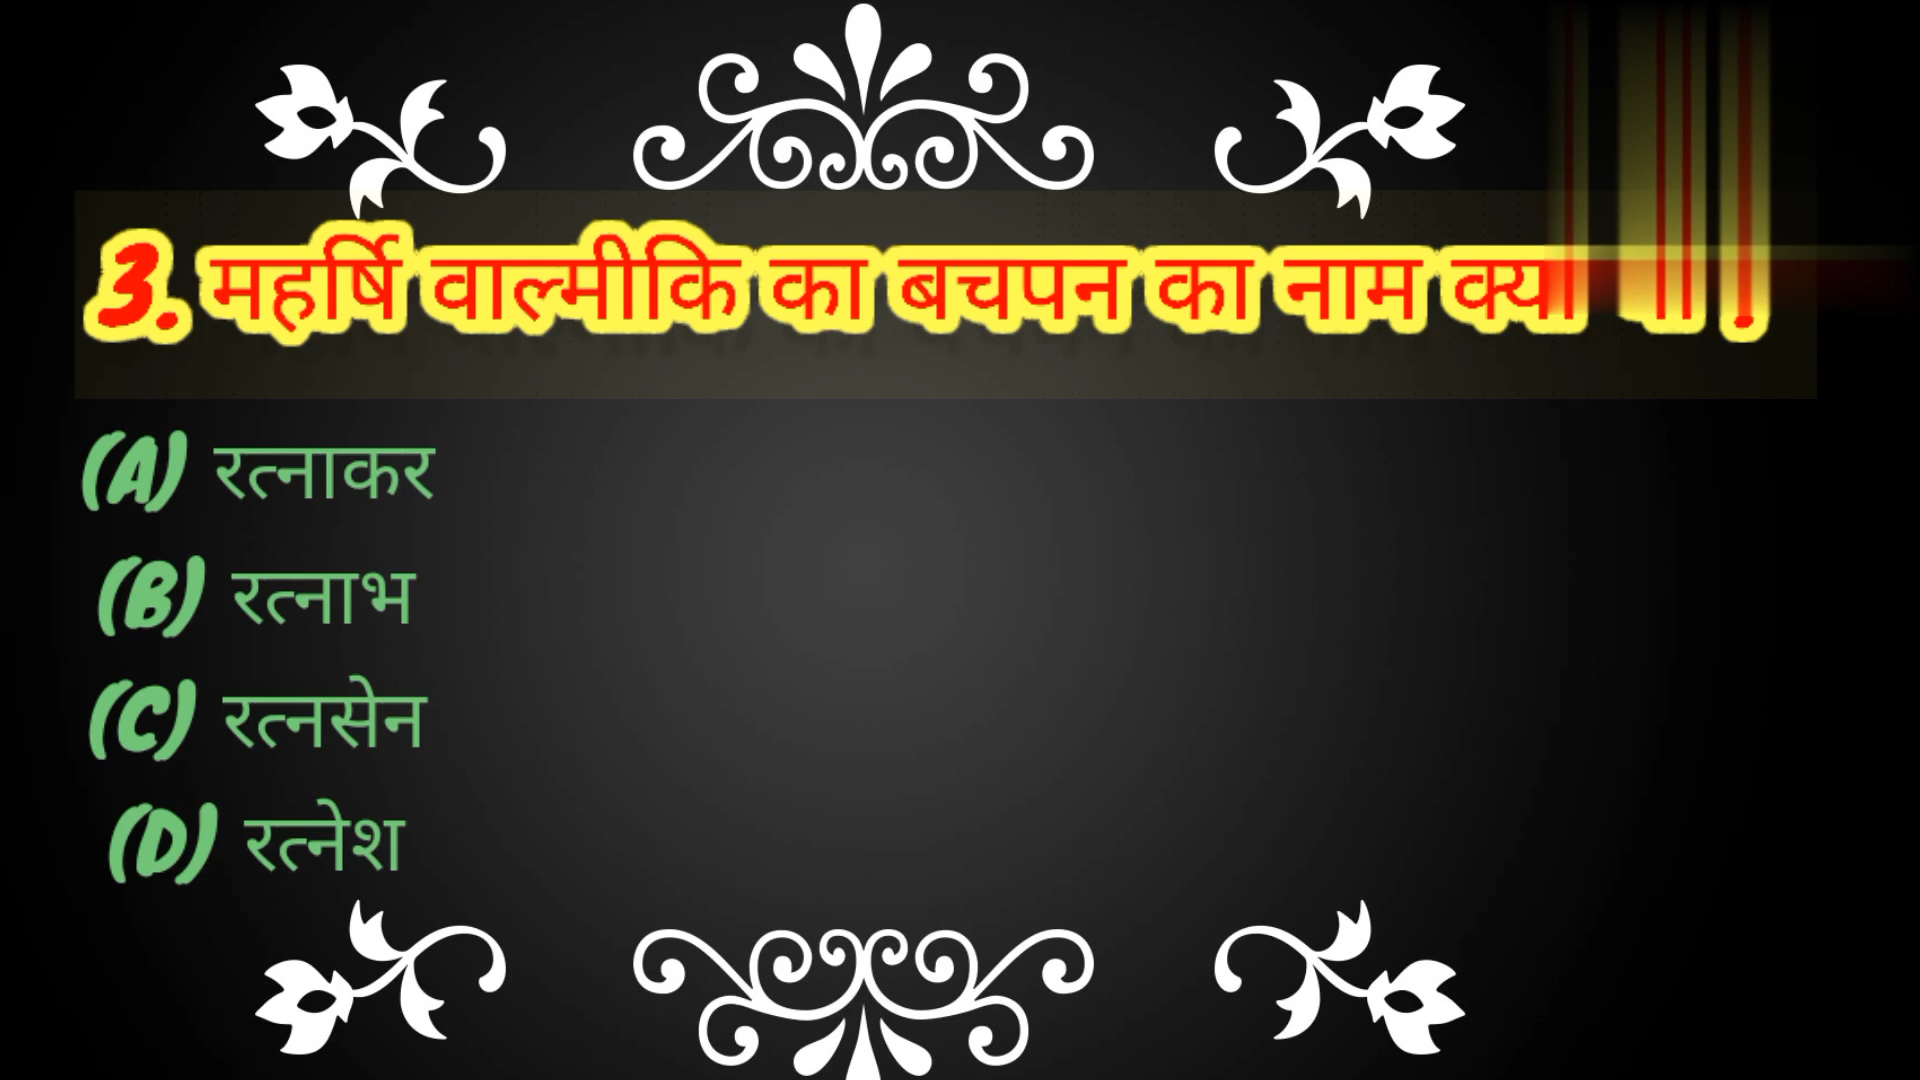 3. महर्षि वाल्मीकि का बचपन का नाम क्या
(A) रत्नाकर
(B) रत्नाभ
(C) रत्नसेन
(D) रत्नेश